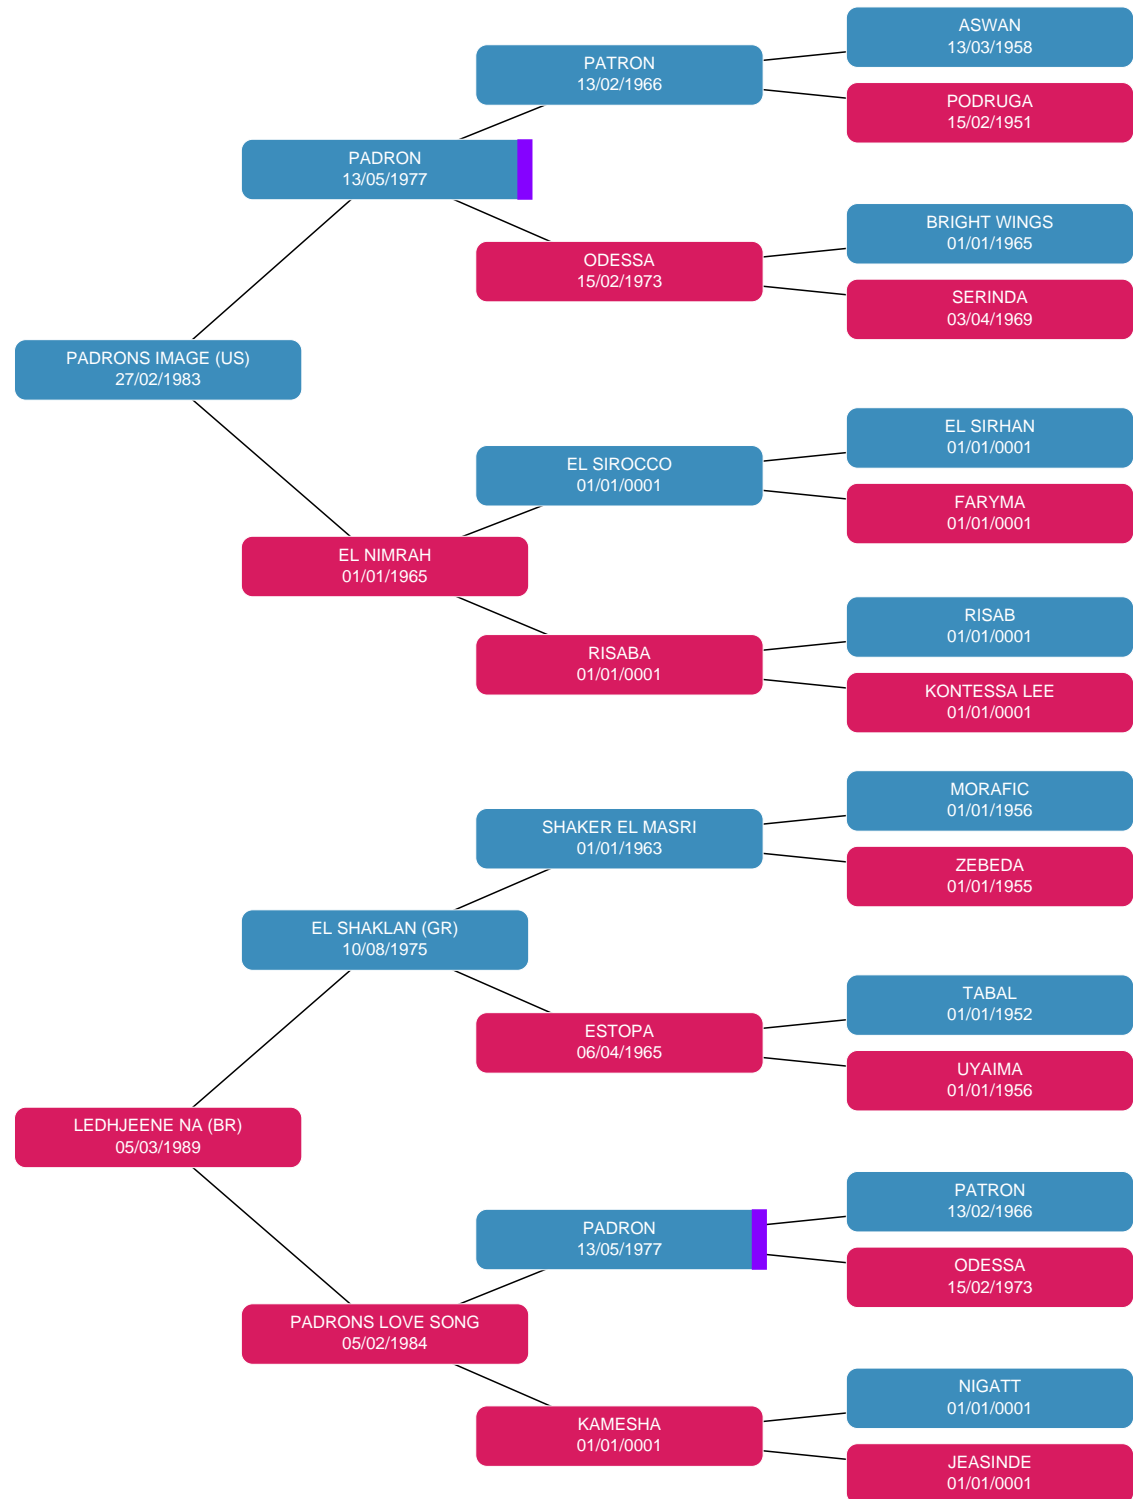 ASWAN
13/03/1958
PATRON
13/02/1966
PODRUGA
15/02/1951
PADRON
13/05/1977
BRIGHT WINGS
01/01/1965
ODESSA
15/02/1973
SERINDA
03/04/1969
PADRONS IMAGE (US)
27/02/1983
EL SIRHAN
01/01/0001
EL SIROCCO
01/01/0001
FARYMA
01/01/0001
EL NIMRAH
01/01/1965
RISAB
01/01/0001
RISABA
01/01/0001
KONTESSA LEE
01/01/0001
MORAFIC
01/01/1956
SHAKER EL MASRI
01/01/1963
ZEBEDA
01/01/1955
EL SHAKLAN (GR)
10/08/1975
TABAL
01/01/1952
ESTOPA
06/04/1965
UYAIMA
01/01/1956
LEDHJEENE NA (BR)
05/03/1989
PATRON
13/02/1966
PADRON
13/05/1977
ODESSA
15/02/1973
PADRONS LOVE SONG
05/02/1984
NIGATT
01/01/0001
KAMESHA
01/01/0001
JEASINDE
01/01/0001